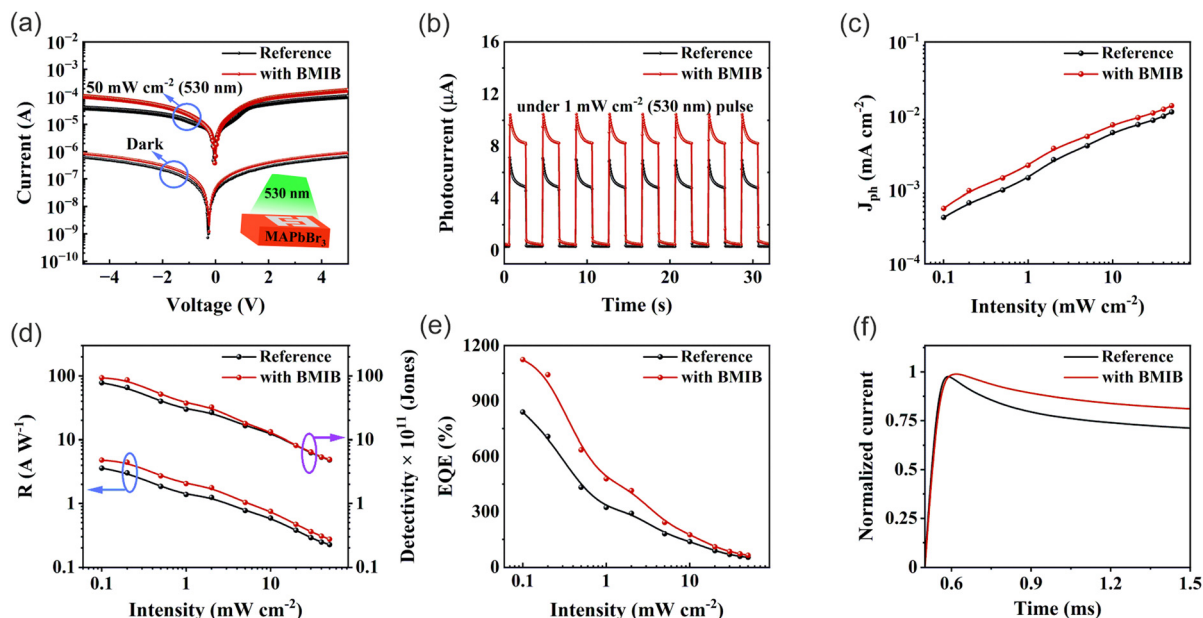 (a)
10⁻²
10⁻³
10⁻⁴
10⁻⁵
10⁻⁶
10⁻⁷
10⁻⁸
10⁻⁹
10⁻¹⁰
Current (A)
Reference
with BMIB
50 mW cm⁻² (530 nm)
Dark
530 nm
MAPbBr₃
−4 −2 0 2 4
Voltage (V)
(b)
16
12
8
4
0
Photocurrent (μA)
Reference
with BMIB
under 1 mW cm⁻² (530 nm) pulse
0 10 20 30
Time (s)
(c)
10⁻¹
10⁻²
10⁻³
10⁻⁴
Jph (mA cm⁻²)
Reference
with BMIB
0.1 1 10
Intensity (mW cm⁻²)
(d)
100
10
1
0.1
R (A W⁻¹)
Reference
with BMIB
100
10
1
0.1
Detectivity × 10¹¹ (Jones)
0.1 1 10
Intensity (mW cm⁻²)
(e)
1200
900
600
300
0
EQE (%)
Reference
with BMIB
0.1 1 10
Intensity (mW cm⁻²)
(f)
1
0.75
0.5
0.25
0
Normalized current
Reference
with BMIB
0.6 0.9 1.2 1.5
Time (ms)